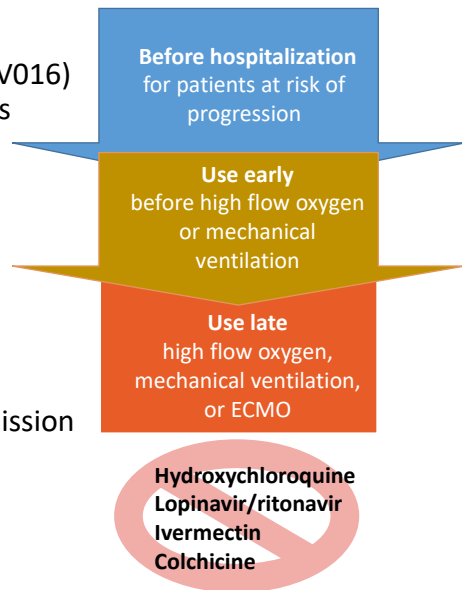 V016)
s
Before hospitalization
for patients at risk of
progression
Use early
before high flow oxygen
or mechanical
ventilation
Use late
high flow oxygen,
mechanical ventilation,
or ECMO
ission
Hydroxychloroquine
Lopinavir/ritonavir
Ivermectin
Colchicine